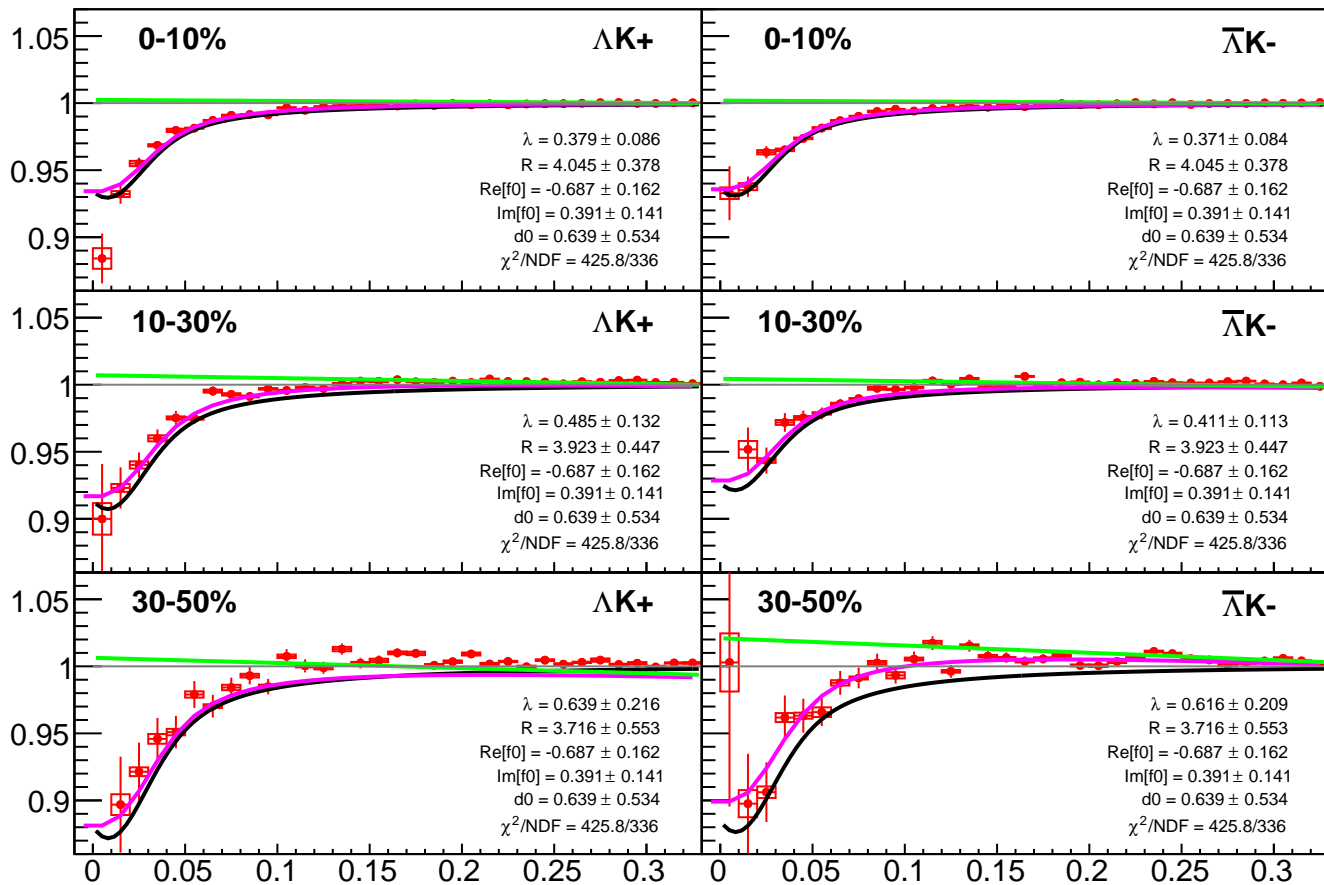 0-10%
ΛK+
1.05
1
0.95
0.9
λ = 0.379 ± 0.086
R = 4.045 ± 0.378
Re[f0] = -0.687 ± 0.162
Im[f0] = 0.391 ± 0.141
d0 = 0.639 ± 0.534
χ²/NDF = 425.8/336
0-10%
Λ̅K-
λ = 0.371 ± 0.084
R = 4.045 ± 0.378
Re[f0] = -0.687 ± 0.162
Im[f0] = 0.391 ± 0.141
d0 = 0.639 ± 0.534
χ²/NDF = 425.8/336
10-30%
ΛK+
1.05
1
0.95
0.9
λ = 0.485 ± 0.132
R = 3.923 ± 0.447
Re[f0] = -0.687 ± 0.162
Im[f0] = 0.391 ± 0.141
d0 = 0.639 ± 0.534
χ²/NDF = 425.8/336
10-30%
Λ̅K-
λ = 0.411 ± 0.113
R = 3.923 ± 0.447
Re[f0] = -0.687 ± 0.162
Im[f0] = 0.391 ± 0.141
d0 = 0.639 ± 0.534
χ²/NDF = 425.8/336
30-50%
ΛK+
1.05
1
0.95
0.9
λ = 0.639 ± 0.216
R = 3.716 ± 0.553
Re[f0] = -0.687 ± 0.162
Im[f0] = 0.391 ± 0.141
d0 = 0.639 ± 0.534
χ²/NDF = 425.8/336
30-50%
Λ̅K-
λ = 0.616 ± 0.209
R = 3.716 ± 0.553
Re[f0] = -0.687 ± 0.162
Im[f0] = 0.391 ± 0.141
d0 = 0.639 ± 0.534
χ²/NDF = 425.8/336
0 0.05 0.1 0.15 0.2 0.25 0.3
0 0.05 0.1 0.15 0.2 0.25 0.3